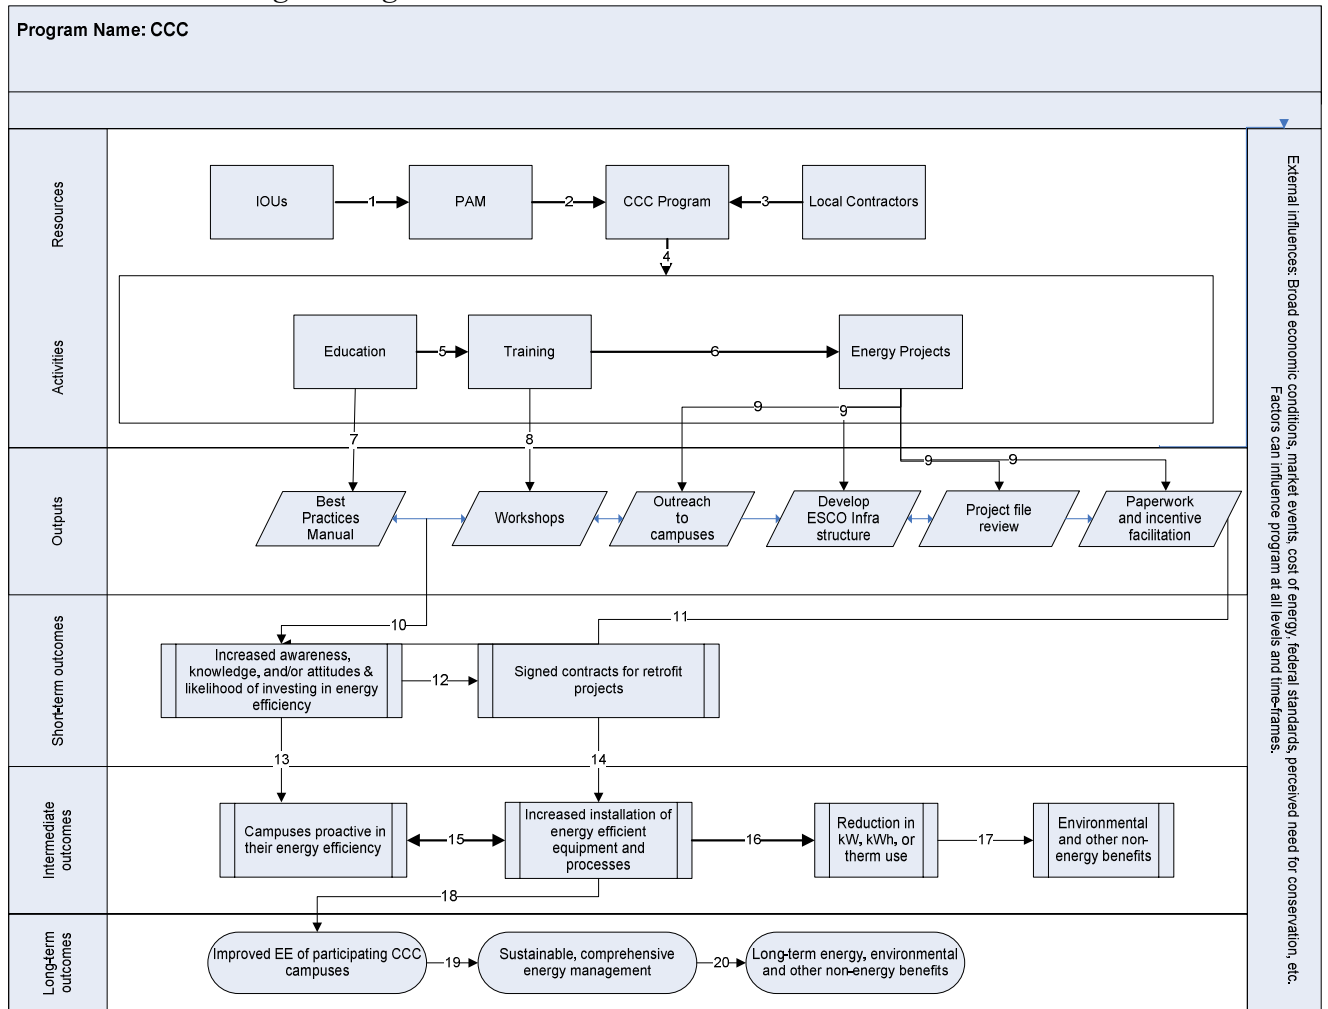 Program Name: CCC
Resources
IOUs
1
PAM
2
CCC Program
3
Local Contractors
4
Activities
Education
5
Training
6
Energy Projects
9
9
7
8
9
9
Outputs
Best
Practices
Manual
Workshops
Outreach
to
campuses
Develop
ESCO Infra
structure
Project file
review
Paperwork
and incentive
facilitation
Short-term outcomes
10
11
Increased awareness,
knowledge, and/or attitudes &
likelihood of investing in energy
efficiency
12
Signed contracts for retrofit
projects
13
14
Intermediate
outcomes
Campuses proactive in
their energy efficiency
15
Increased installation of
energy efficient
equipment and
processes
16
Reduction in
kW, kWh, or
therm use
17
Environmental
and other non-
energy benefits
18
Long-term
outcomes
Improved EE of participating CCC
campuses
19
Sustainable, comprehensive
energy management
20
Long-term energy, environmental
and other non-energy benefits
External influences: Broad economic conditions, market events, cost of energy, federal standards, perceived need for conservation, etc.
Factors can influence program at all levels and time-frames.